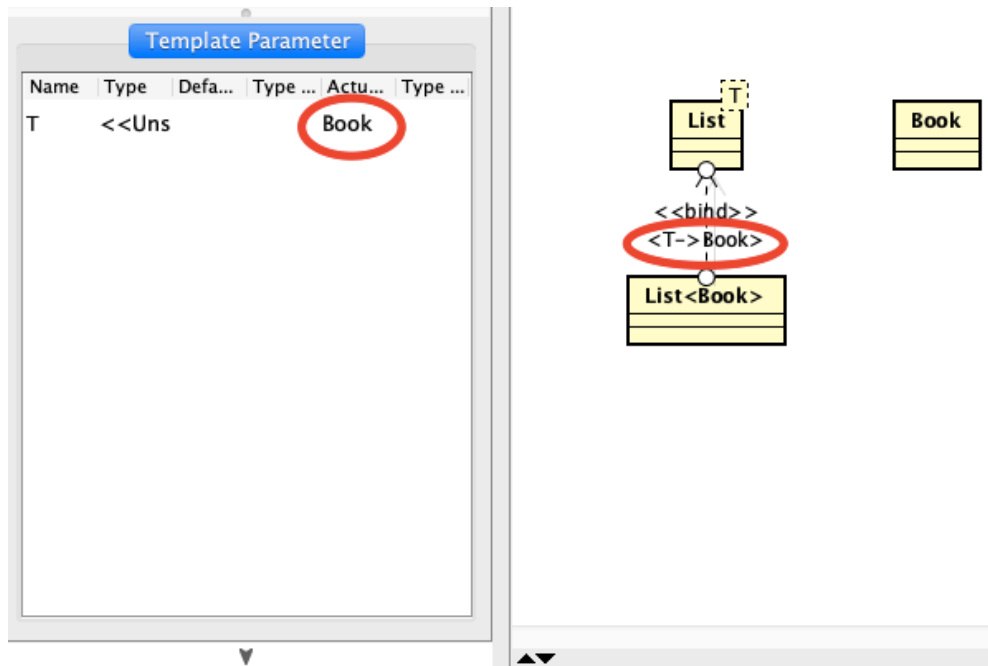 Template Parameter
Name Type Defa... Type ... Actu... Type ...
T <<Uns Book
T
List
Book
<<bind>>
<T->Book>
List<Book>